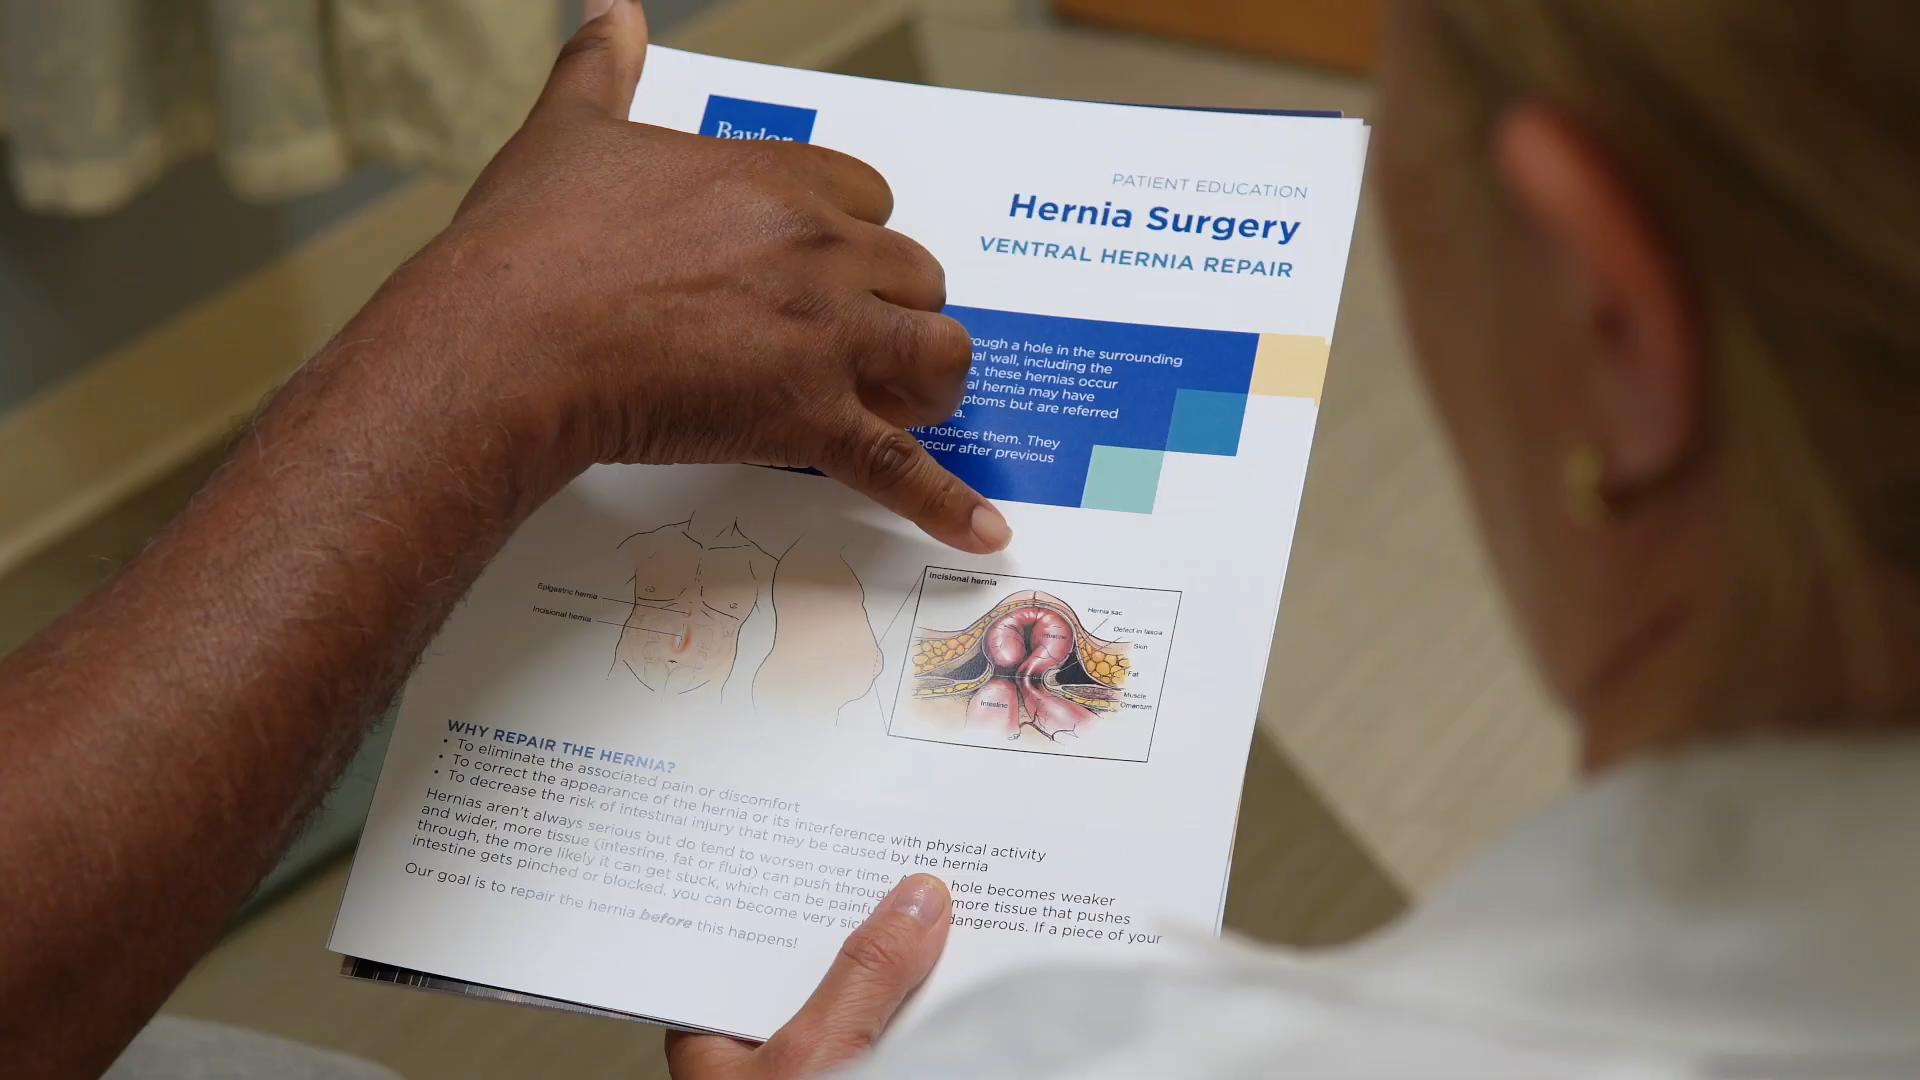 Baylor
PATIENT EDUCATION
Hernia Surgery
VENTRAL HERNIA REPAIR
rough a hole in the surrounding
al wall, including the
s, these hernias occur
al hernia may have
ptoms but are referred
a.
nt notices them. They
occur after previous
Epigastric hernia
Incisional hernia
Incisional hernia
Hernia sac
Defect in fascia
Skin
Intestine
Fat
Muscle
Omentum
Intestine
WHY REPAIR THE HERNIA?
• To eliminate the associated pain or discomfort
• To correct the appearance of the hernia or its interference with physical activity
• To decrease the risk of intestinal injury that may be caused by the hernia
Hernias aren't always serious but do tend to worsen over time. A hole becomes weaker
and wider, more tissue (intestine, fat or fluid) can push through more tissue that pushes
through, the more likely it can get stuck, which can be painfu dangerous. If a piece of your
intestine gets pinched or blocked, you can become very sick
Our goal is to repair the hernia before this happens!